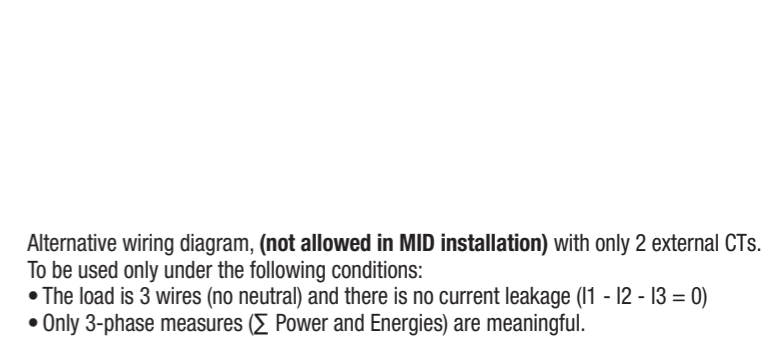 Alternative wiring diagram, (not allowed in MID installation) with only 2 external CTs.
To be used only under the following conditions:
• The load is 3 wires (no neutral) and there is no current leakage (I1 - I2 - I3 = 0)
• Only 3-phase measures (∑ Power and Energies) are meaningful.